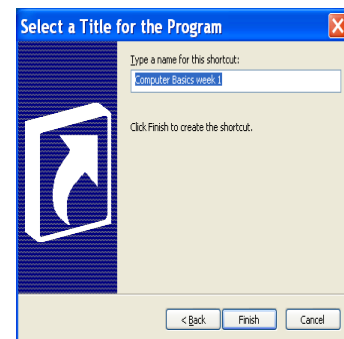 Select a Title for the Program
Type a name for this shortcut:
Computer Basics week 1
Click Finish to create the shortcut.
< Back Finish Cancel